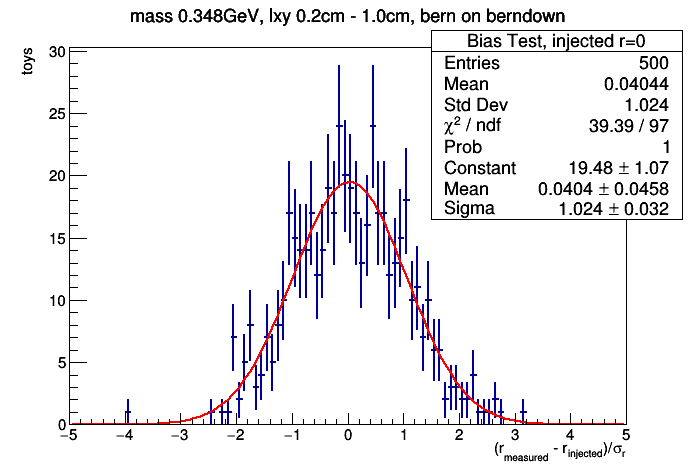 mass 0.348GeV, lxy 0.2cm - 1.0cm, bern on berndown
Bias Test, injected r=0
Entries 500
Mean 0.04044
Std Dev 1.024
χ² / ndf 39.39 / 97
Prob 1
Constant 19.48 ± 1.07
Mean 0.0404 ± 0.0458
Sigma 1.024 ± 0.032
toys
30
25
20
15
10
5
0
−5 −4 −3 −2 −1 0 1 2 3 4 5
(r_measured - r_injected)/σ_r